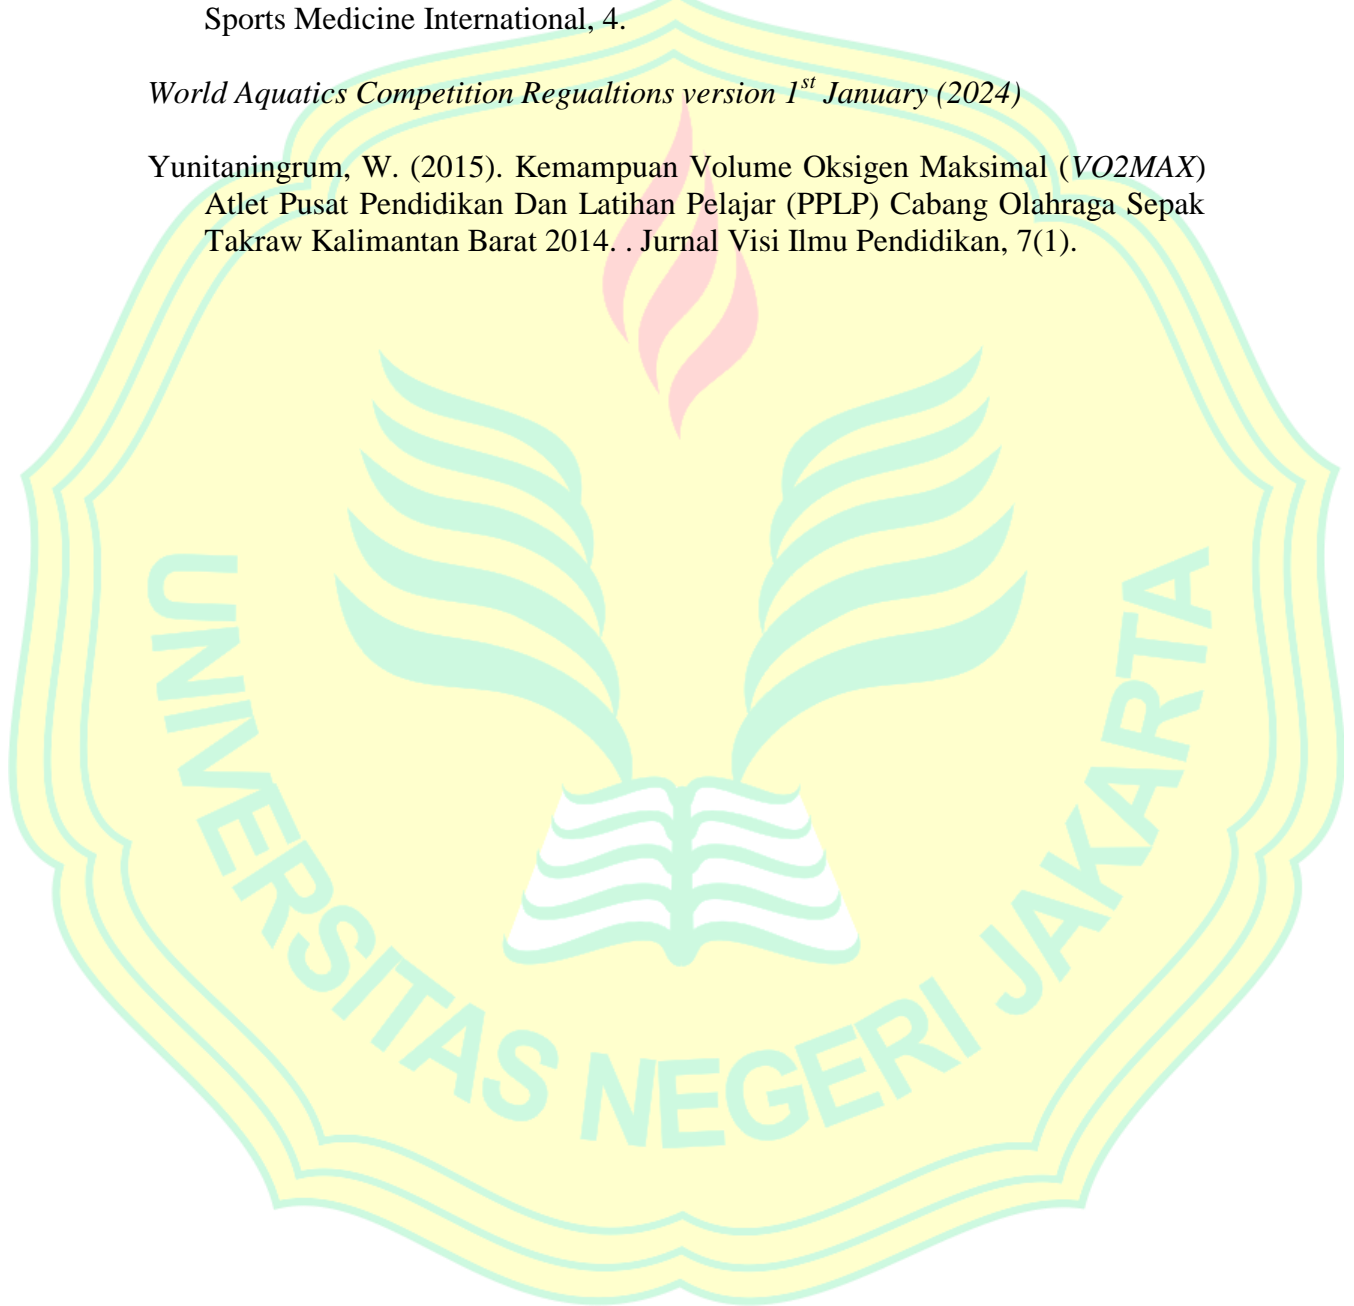 Sports Medicine International, 4.
World Aquatics Competition Regualtions version 1st January (2024)
Yunitaningrum, W. (2015). Kemampuan Volume Oksigen Maksimal (VO2MAX)
Atlet Pusat Pendidikan Dan Latihan Pelajar (PPLP) Cabang Olahraga Sepak
Takraw Kalimantan Barat 2014. . Jurnal Visi Ilmu Pendidikan, 7(1).
UNIVERSITAS NEGERI JAKARTA